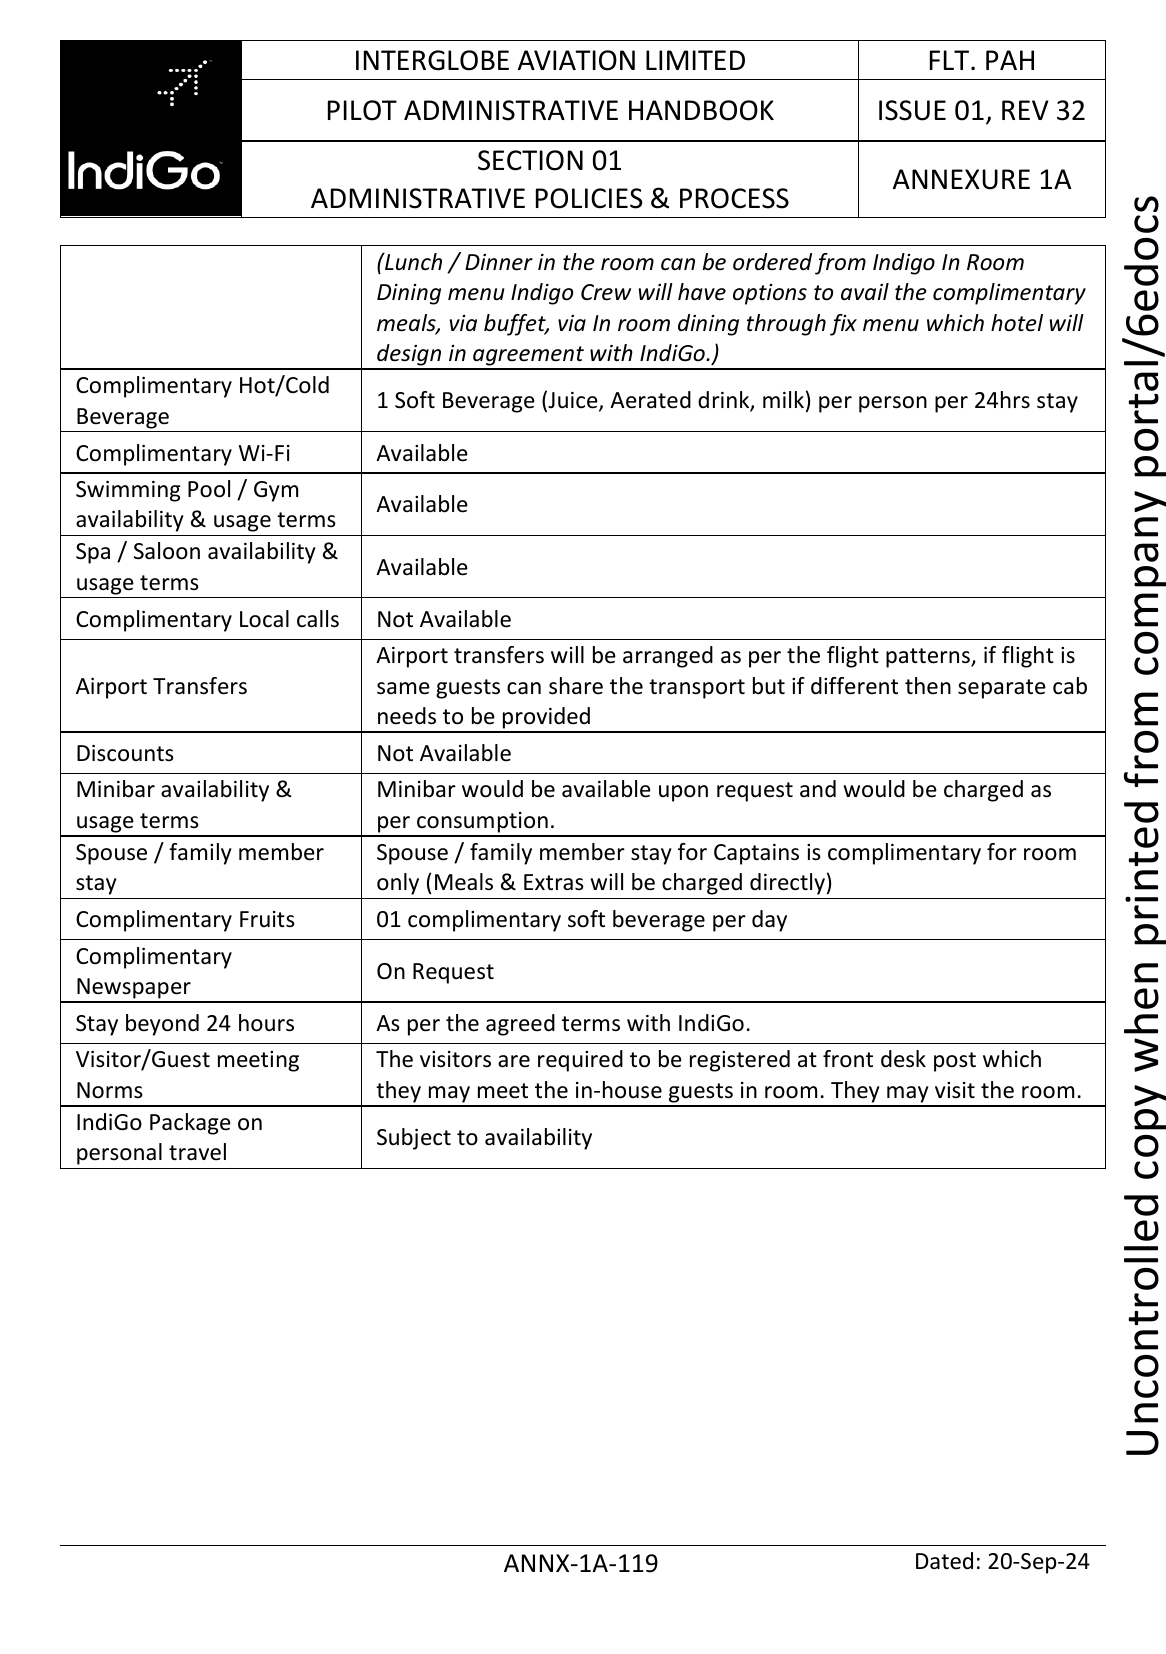 IndiGo
INTERGLOBE AVIATION LIMITED
FLT. PAH
PILOT ADMINISTRATIVE HANDBOOK
ISSUE 01, REV 32
SECTION 01
ADMINISTRATIVE POLICIES & PROCESS
ANNEXURE 1A
(Lunch / Dinner in the room can be ordered from Indigo In Room
Dining menu Indigo Crew will have options to avail the complimentary
meals, via buffet, via In room dining through fix menu which hotel will
design in agreement with IndiGo.)
Complimentary Hot/Cold
Beverage
1 Soft Beverage (Juice, Aerated drink, milk) per person per 24hrs stay
Complimentary Wi-Fi
Available
Swimming Pool / Gym
availability & usage terms
Available
Spa / Saloon availability &
usage terms
Available
Complimentary Local calls
Not Available
Airport Transfers
Airport transfers will be arranged as per the flight patterns, if flight is
same guests can share the transport but if different then separate cab
needs to be provided
Discounts
Not Available
Minibar availability &
usage terms
Minibar would be available upon request and would be charged as
per consumption.
Spouse / family member
stay
Spouse / family member stay for Captains is complimentary for room
only (Meals & Extras will be charged directly)
Complimentary Fruits
01 complimentary soft beverage per day
Complimentary
Newspaper
On Request
Stay beyond 24 hours
As per the agreed terms with IndiGo.
Visitor/Guest meeting
Norms
The visitors are required to be registered at front desk post which
they may meet the in-house guests in room. They may visit the room.
IndiGo Package on
personal travel
Subject to availability
ANNX-1A-119
Dated: 20-Sep-24
Uncontrolled copy when printed from company portal/6edocs